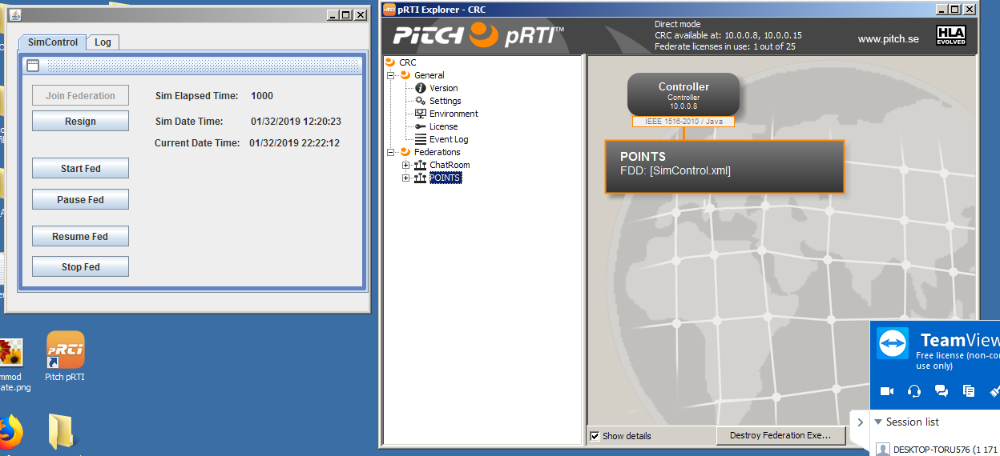 SimControl
Log
Join Federation
Resign
Start Fed
Pause Fed
Resume Fed
Stop Fed
Sim Elapsed Time: 1000
Sim Date Time: 01/32/2019 12:20:23
Current Date Time: 01/32/2019 22:22:12
mmod
ate.png
pRTI
Pitch pRTI
pRTI Explorer - CRC
PITCH pRTI™
Direct mode
CRC available at: 10.0.0.8, 10.0.0.15
Federate licenses in use: 1 out of 25
www.pitch.se
HLA
EVOLVED
CRC
General
Version
Settings
Environment
License
Event Log
Federations
ChatRoom
POINTS
Controller
Controller
10.0.0.8
IEEE 1516-2010 / Java
POINTS
FDD: [SimControl.xml]
Show details
Destroy Federation Exe...
TeamView
Free license (non-co
use only)
Session list
DESKTOP-TORU576 (1 171